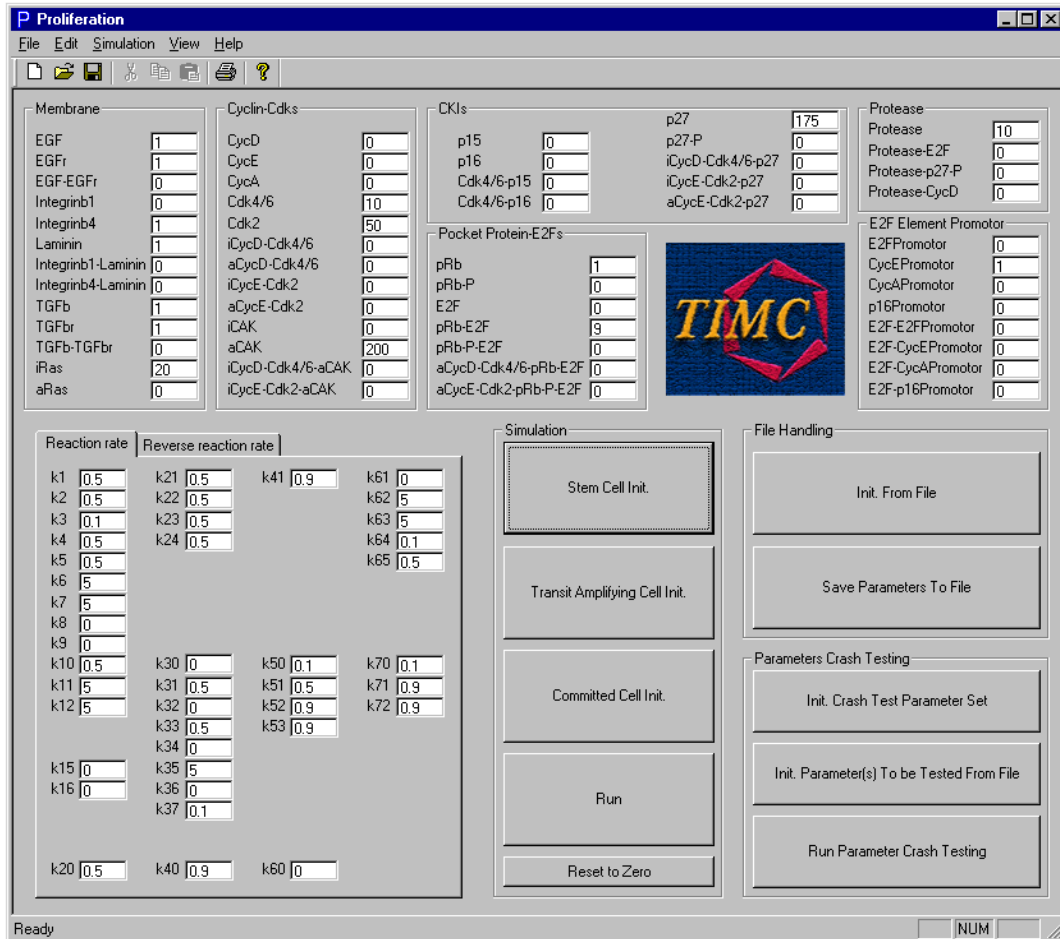 P Proliferation
File Edit Simulation View Help
Membrane
EGF 1
EGFr 1
EGF-EGFr 0
Integrinb1 0
Integrinb4 1
Laminin 1
Integrinb1-Laminin 0
Integrinb4-Laminin 0
TGFb 1
TGFbr 1
TGFb-TGFbr 0
iRas 20
aRas 0
Cyclin-Cdks
CycD 0
CycE 0
CycA 0
Cdk4/6 10
Cdk2 50
iCycD-Cdk4/6 0
aCycD-Cdk4/6 0
iCycE-Cdk2 0
aCycE-Cdk2 0
iCAK 0
aCAK 200
iCycD-Cdk4/6-aCAK 0
iCycE-Cdk2-aCAK 0
CKIs
p15 0
p16 0
Cdk4/6-p15 0
Cdk4/6-p16 0
p27 175
p27-P 0
iCycD-Cdk4/6-p27 0
iCycE-Cdk2-p27 0
aCycE-Cdk2-p27 0
Pocket Protein-E2Fs
pRb 1
pRb-P 0
E2F 0
pRb-E2F 9
pRb-P-E2F 0
aCycD-Cdk4/6-pRb-E2F 0
aCycE-Cdk2-pRb-P-E2F 0
TIMC
Protease
Protease 10
Protease-E2F 0
Protease-p27-P 0
Protease-CycD 0
E2F Element Promotor
E2FPromotor 0
CycEPromotor 1
CycAPromotor 0
p16Promotor 0
E2F-E2FPromotor 0
E2F-CycEPromotor 0
E2F-CycAPromotor 0
E2F-p16Promotor 0
Reaction rate Reverse reaction rate
k1 0.5 k21 0.5 k41 0.9 k61 0
k2 0.5 k22 0.5 k62 5
k3 0.1 k23 0.5 k63 5
k4 0.5 k24 0.5 k64 0.1
k5 0.5 k65 0.5
k6 5
k7 5
k8 0
k9 0
k10 0.5 k30 0 k50 0.1 k70 0.1
k11 5 k31 0.5 k51 0.5 k71 0.9
k12 5 k32 0 k52 0.9 k72 0.9
k33 0.5 k53 0.9
k34 0
k15 0 k35 5
k16 0 k36 0
k37 0.1
k20 0.5 k40 0.9 k60 0
Simulation
Stem Cell Init.
Transit Amplifying Cell Init.
Committed Cell Init.
Run
Reset to Zero
File Handling
Init. From File
Save Parameters To File
Parameters Crash Testing
Init. Crash Test Parameter Set
Init. Parameter(s) To be Tested From File
Run Parameter Crash Testing
Ready NUM